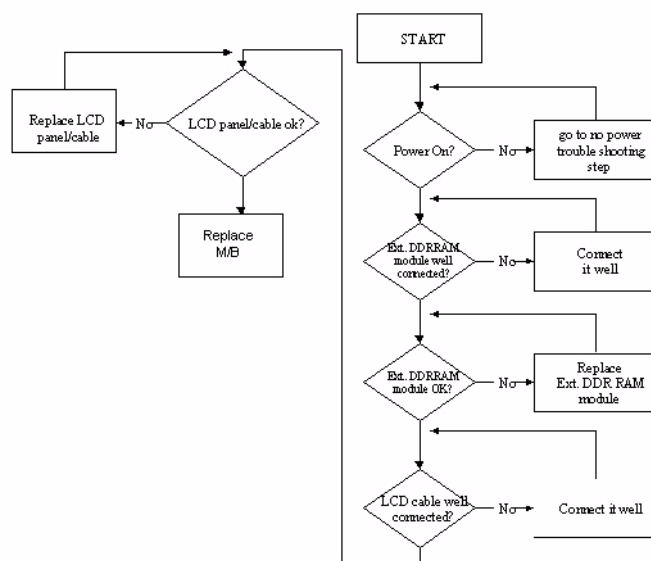 START
Power On?
No
go to no power
trouble shooting
step
Ext. DDRRAM
module well
connected?
No
Connect
it well
Ext. DDRRAM
module OK?
No
Replace
Ext. DDR RAM
module
LCD cable well
connected?
No
Connect it well
LCD panel/cable ok?
No
Replace LCD
panel/cable
Replace
M/B